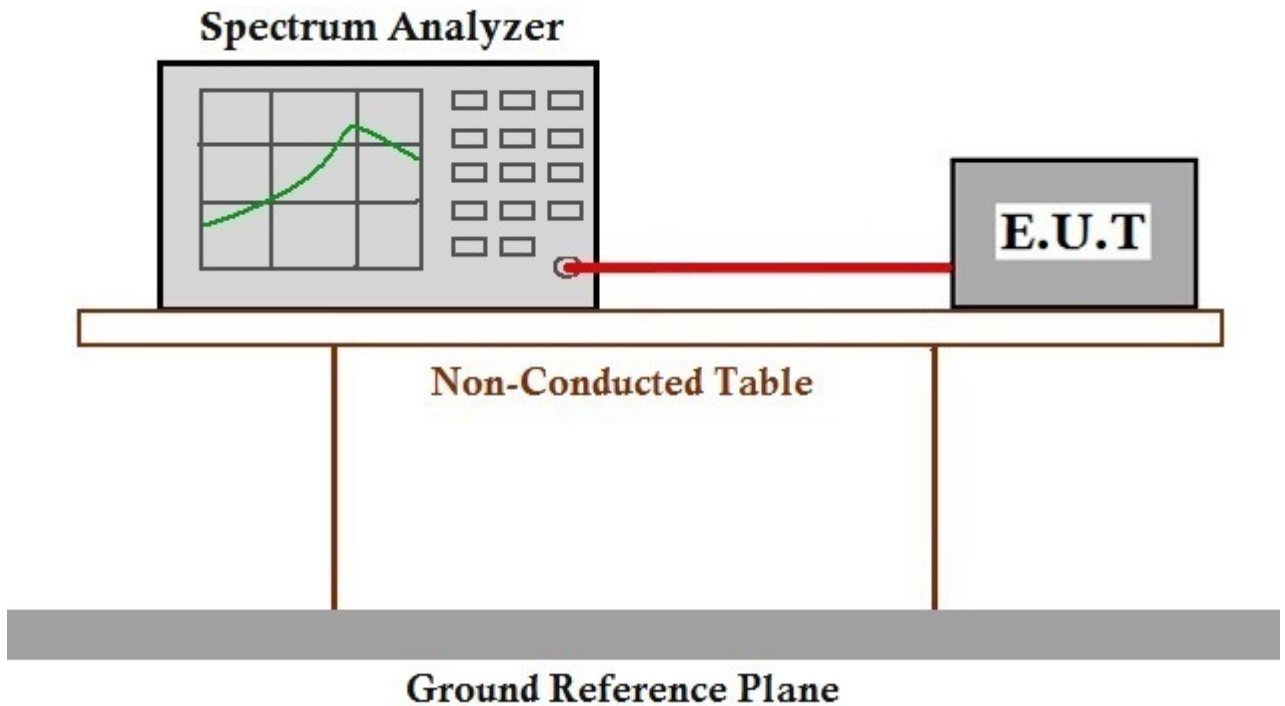 Spectrum Analyzer
E.U.T
Non-Conducted Table
Ground Reference Plane